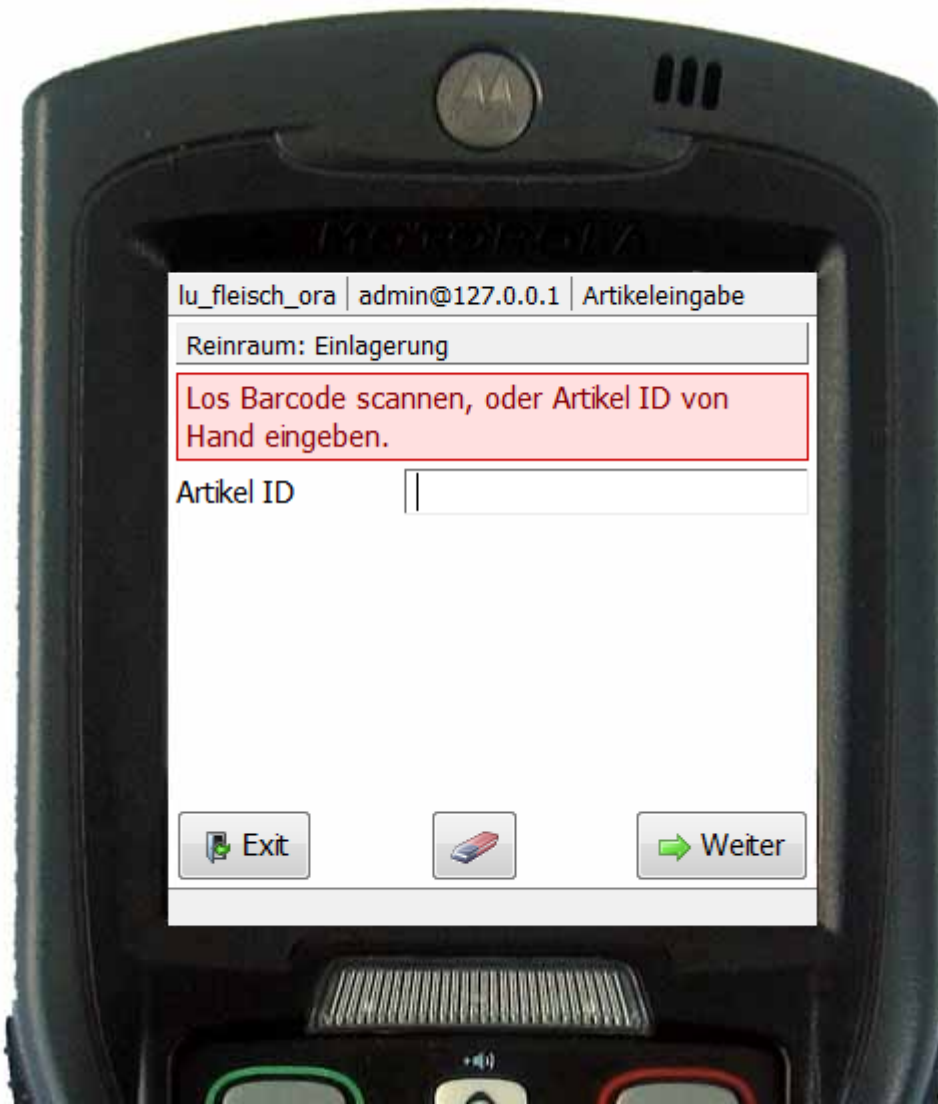 MOTOROLA
lu_fleisch_ora admin@127.0.0.1 Artikeleingabe
Reinraum: Einlagerung
Los Barcode scannen, oder Artikel ID von
Hand eingeben.
Artikel ID
Exit Weiter